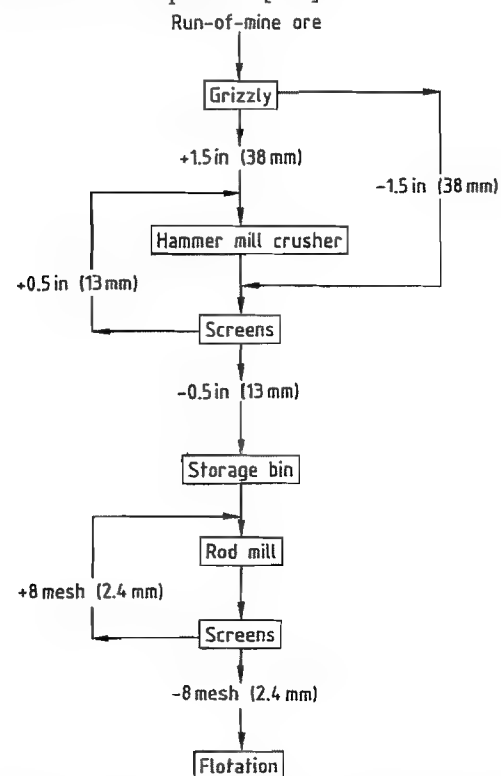 Run-of-mine ore
Grizzly
+1.5 in (38 mm)
-1.5 in (38 mm)
Hammer mill crusher
+0.5 in (13 mm)
Screens
-0.5 in (13 mm)
Storage bin
Rod mill
+8 mesh (2.4 mm)
Screens
-8 mesh (2.4 mm)
Flotation